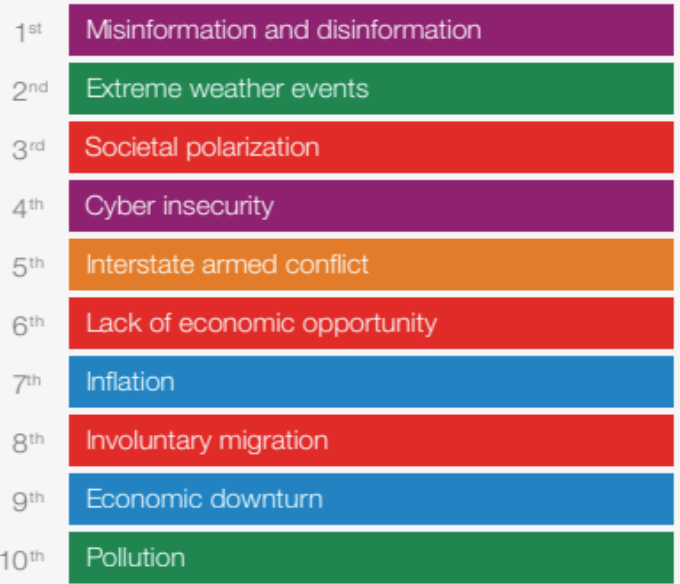 1st Misinformation and disinformation
2nd Extreme weather events
3rd Societal polarization
4th Cyber insecurity
5th Interstate armed conflict
6th Lack of economic opportunity
7th Inflation
8th Involuntary migration
9th Economic downturn
10th Pollution